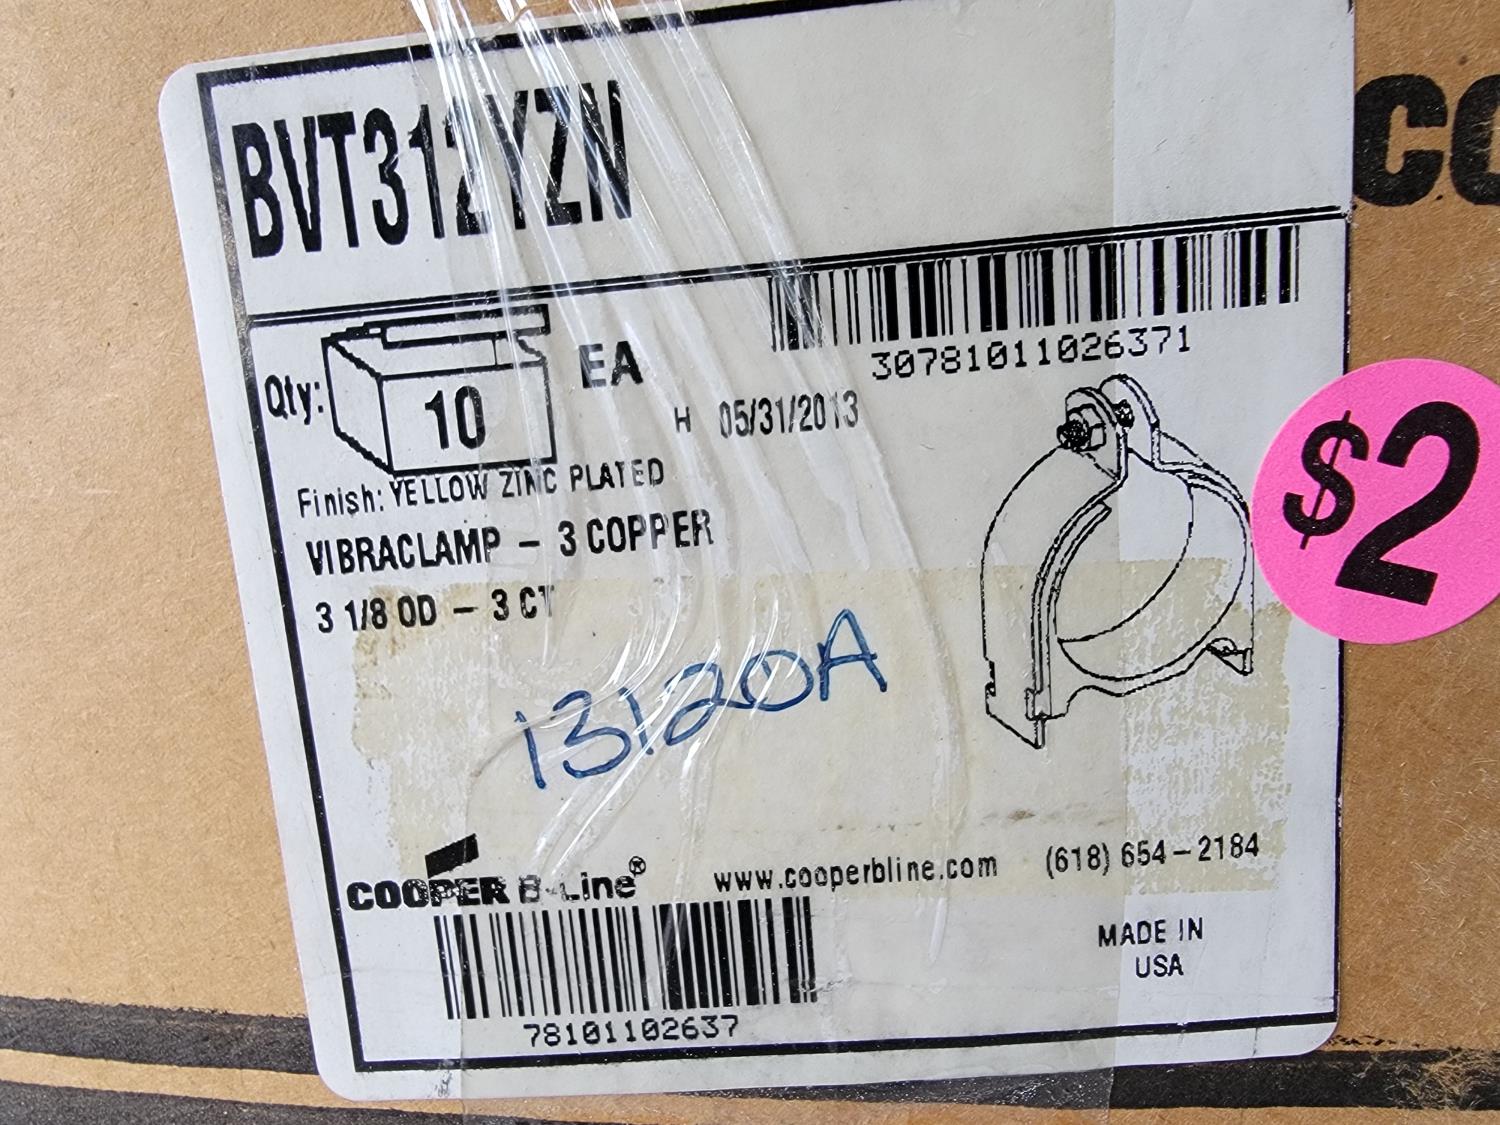 BVT312YZN
CO
30781011026371
Qty: 10 EA
H 05/31/2013
$2
Finish: YELLOW ZINC PLATED
VIBRACLAMP - 3 COPPER
3 1/8 OD - 3 CT
13120A
COOPER B-Line® www.cooperbline.com (618) 654-2184
78101102637
MADE IN
USA